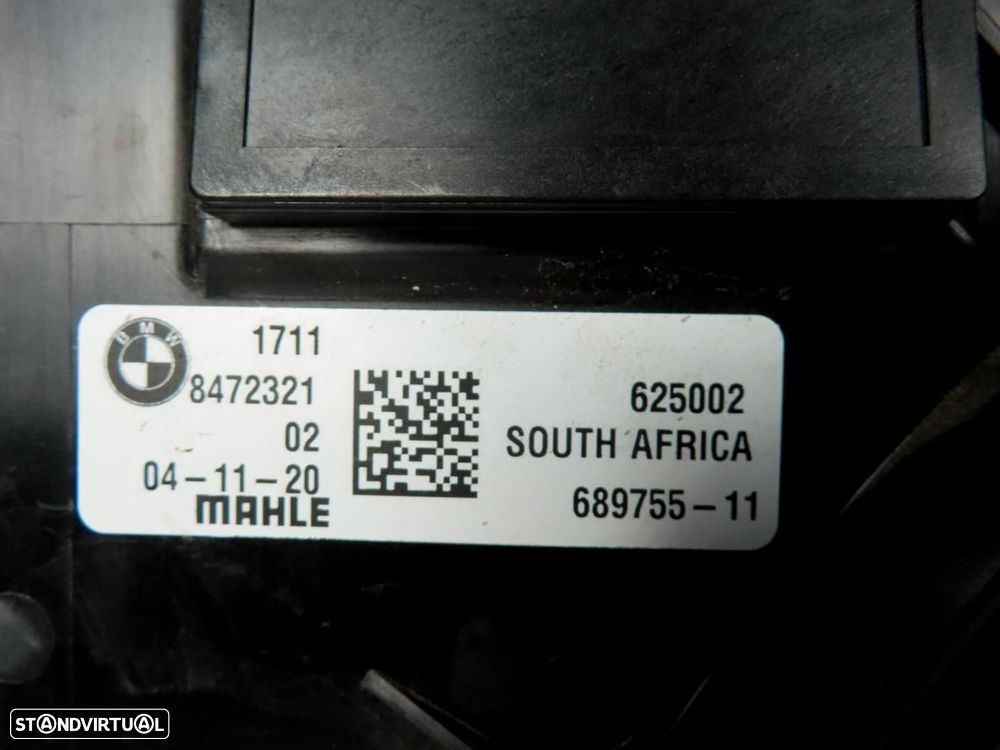 BMW
1711
8472321
02
04-11-20
MAHLE
625002
SOUTH AFRICA
689755-11
STANDVIRTUAL